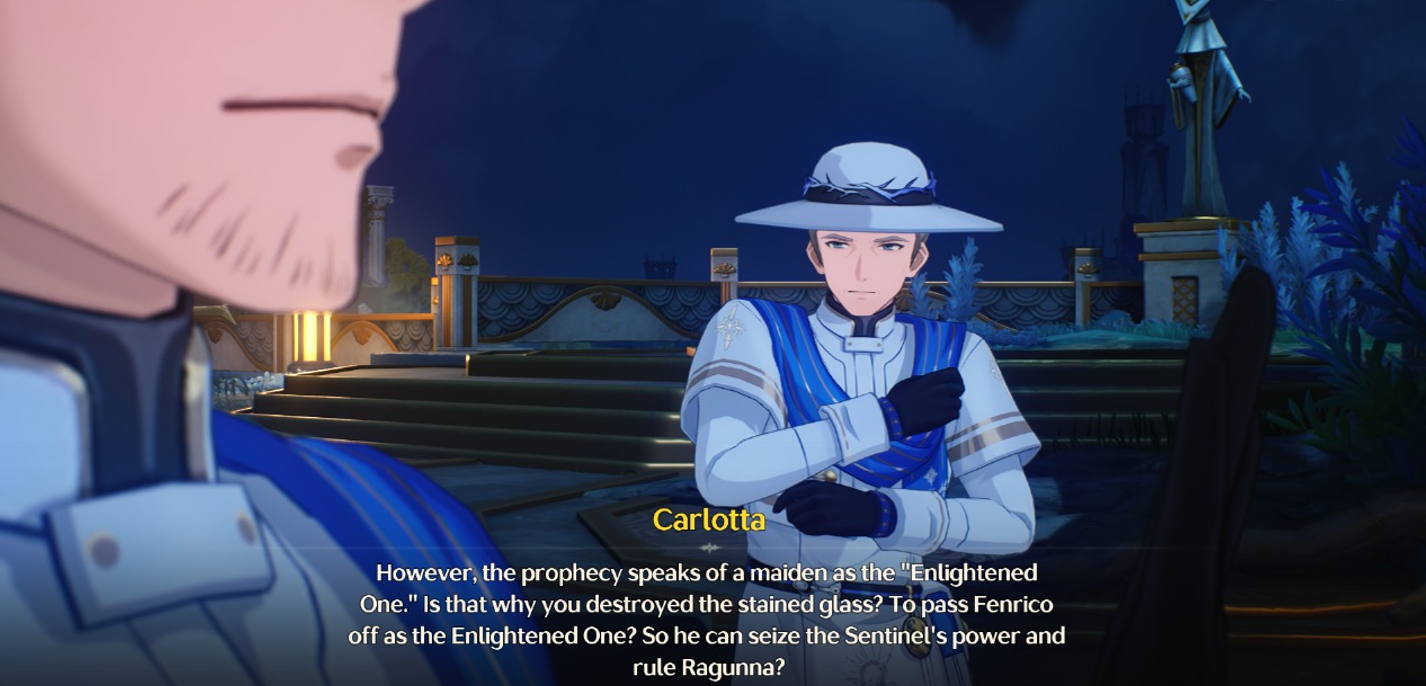 Carlotta
However, the prophecy speaks of a maiden as the "Enlightened
One." Is that why you destroyed the stained glass? To pass Fenrico
off as the Enlightened One? So he can seize the Sentinel's power and
rule Ragunna?